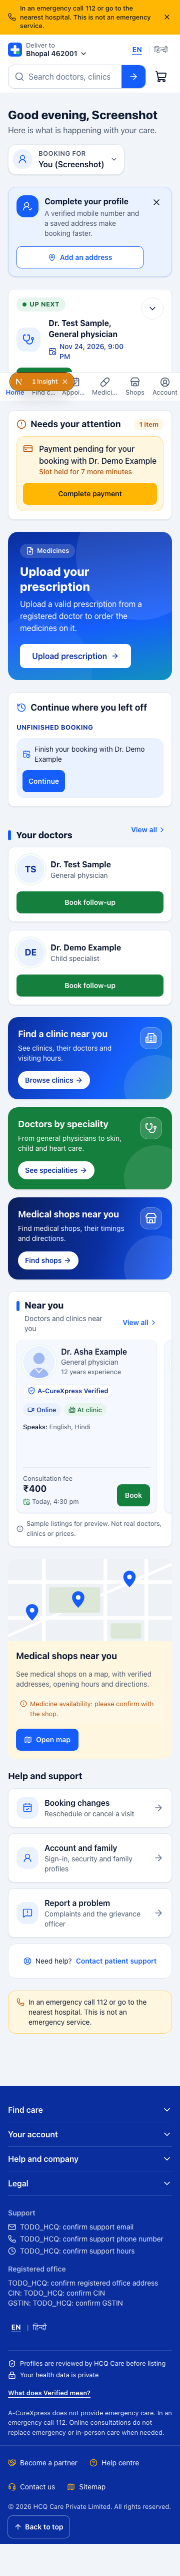 In an emergency call 112 or go to the
nearest hospital. This is not an emergency
service.
Deliver to
Bhopal 462001
EN | हिन्दी
Search doctors, clinics
Good evening, Screenshot
Here is what is happening with your care.
BOOKING FOR
You (Screenshot)
Complete your profile
A verified mobile number and
a saved address make
booking faster.
Add an address
UP NEXT
Dr. Test Sample,
General physician
Nov 24, 2026, 9:00
PM
N 1 Insight
Home
Find c...
Appoi...
Medici...
Shops
Account
Needs your attention
1 item
Payment pending for your
booking with Dr. Demo Example
Slot held for 7 more minutes
Complete payment
Medicines
Upload your
prescription
Upload a valid prescription from a
registered doctor to order the
medicines on it.
Upload prescription
Continue where you left off
UNFINISHED BOOKING
Finish your booking with Dr. Demo
Example
Continue
Your doctors
View all
TS
Dr. Test Sample
General physician
Book follow-up
DE
Dr. Demo Example
Child specialist
Book follow-up
Find a clinic near you
See clinics, their doctors and
visiting hours.
Browse clinics
Doctors by speciality
From general physicians to skin,
child and heart care.
See specialities
Medical shops near you
Find medical shops, their timings
and directions.
Find shops
Near you
Doctors and clinics near
you
View all
Dr. Asha Example
General physician
12 years experience
A-CureXpress Verified
Online
At clinic
Speaks: English, Hindi
Consultation fee
₹400
Today, 4:30 pm
Book
Sample listings for preview. Not real doctors,
clinics or prices.
Medical shops near you
See medical shops on a map, with verified
addresses, opening hours and directions.
Medicine availability: please confirm with
the shop.
Open map
Help and support
Booking changes
Reschedule or cancel a visit
Account and family
Sign-in, security and family
profiles
Report a problem
Complaints and the grievance
officer
Need help? Contact patient support
In an emergency call 112 or go to the
nearest hospital. This is not an
emergency service.
Find care
Your account
Help and company
Legal
Support
TODO_HCQ: confirm support email
TODO_HCQ: confirm support phone number
TODO_HCQ: confirm support hours
Registered office
TODO_HCQ: confirm registered office address
CIN: TODO_HCQ: confirm CIN
GSTIN: TODO_HCQ: confirm GSTIN
EN | हिन्दी
Profiles are reviewed by HCQ Care before listing
Your health data is private
What does Verified mean?
A-CureXpress does not provide emergency care. In an
emergency call 112. Online consultations do not
replace emergency or in-person care when needed.
Become a partner
Help centre
Contact us
Sitemap
© 2026 HCQ Care Private Limited. All rights reserved.
Back to top